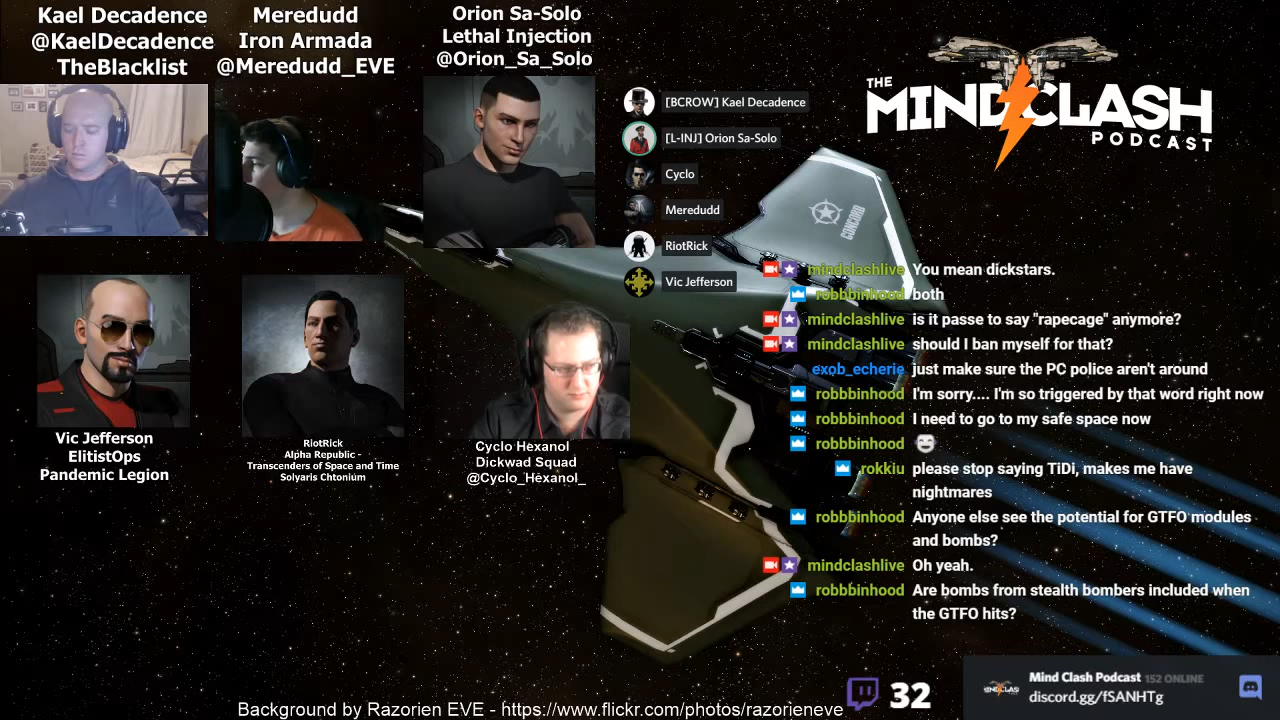 Kael Decadence
@KaelDecadence
TheBlacklist
Meredudd
Iron Armada
@Meredudd_EVE
Orion Sa-Solo
Lethal Injection
@Orion_Sa_Solo
[BCROW] Kael Decadence
[L-INJ] Orion Sa-Solo
Cyclo
Meredudd
RiotRick
Vic Jefferson
THE
MINDCLASH
PODCAST
CONCORD
mindclashlive You mean dickstars.
robbbinhood both
mindclashlive is it passe to say "rapecage" anymore?
mindclashlive should I ban myself for that?
exob_echerie just make sure the PC police aren't around
robbbinhood I'm sorry.... I'm so triggered by that word right now
robbbinhood I need to go to my safe space now
robbbinhood
rokkiu please stop saying TiDi, makes me have
nightmares
robbbinhood Anyone else see the potential for GTFO modules
and bombs?
mindclashlive Oh yeah.
robbbinhood Are bombs from stealth bombers included when
the GTFO hits?
Vic Jefferson
ElitistOps
Pandemic Legion
RiotRick
Alpha Republic -
Transcenders of Space and Time
Solyaris Chtonium
Cyclo Hexanol
Dickwad Squad
@Cyclo_Hexanol_
32
Mind Clash Podcast 152 ONLINE
discord.gg/fSANHTg
Background by Razorien EVE - https://www.flickr.com/photos/razorieneve